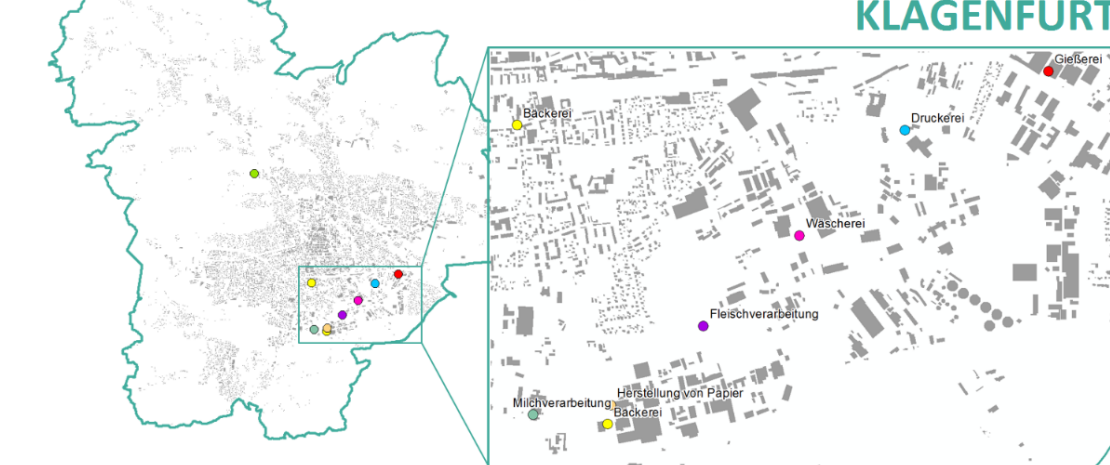 KLAGENFURT
Gießerei
Bäckerei
Druckerei
Wäscherei
Fleischverarbeitung
Herstellung von Papier
Milchverarbeitung
Bäckerei